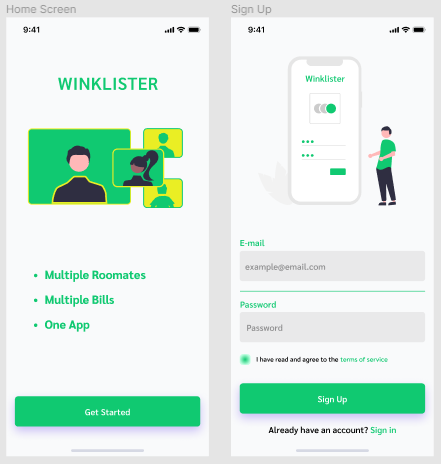 Home Screen
9:41
WINKLISTER
• Multiple Roomates
• Multiple Bills
• One App
Get Started
Sign Up
9:41
Winklister
E-mail
example@email.com
Password
Password
I have read and agree to the terms of service
Sign Up
Already have an account? Sign in